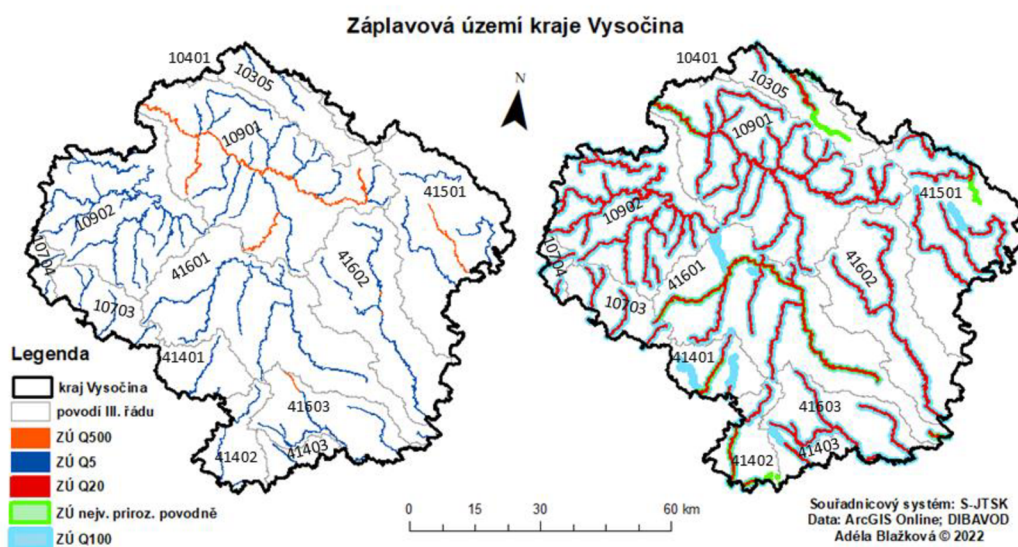 Záplavová území kraje Vysočina
10401
10305
10901
41501
10902
10704
41601
41602
10703
41401
41603
41402
41403
N
10401
10305
10901
41501
10902
10704
41601
41602
10703
41401
41603
41402
41403
Legenda
kraj Vysočina
povodí III. řádu
ZÚ Q500
ZÚ Q5
ZÚ Q20
ZÚ nejv. priroz. povodně
ZÚ Q100
0 15 30 60 km
Souřadnicový systém: S-JTSK
Data: ArcGIS Online; DIBAVOD
Adéla Blažková © 2022